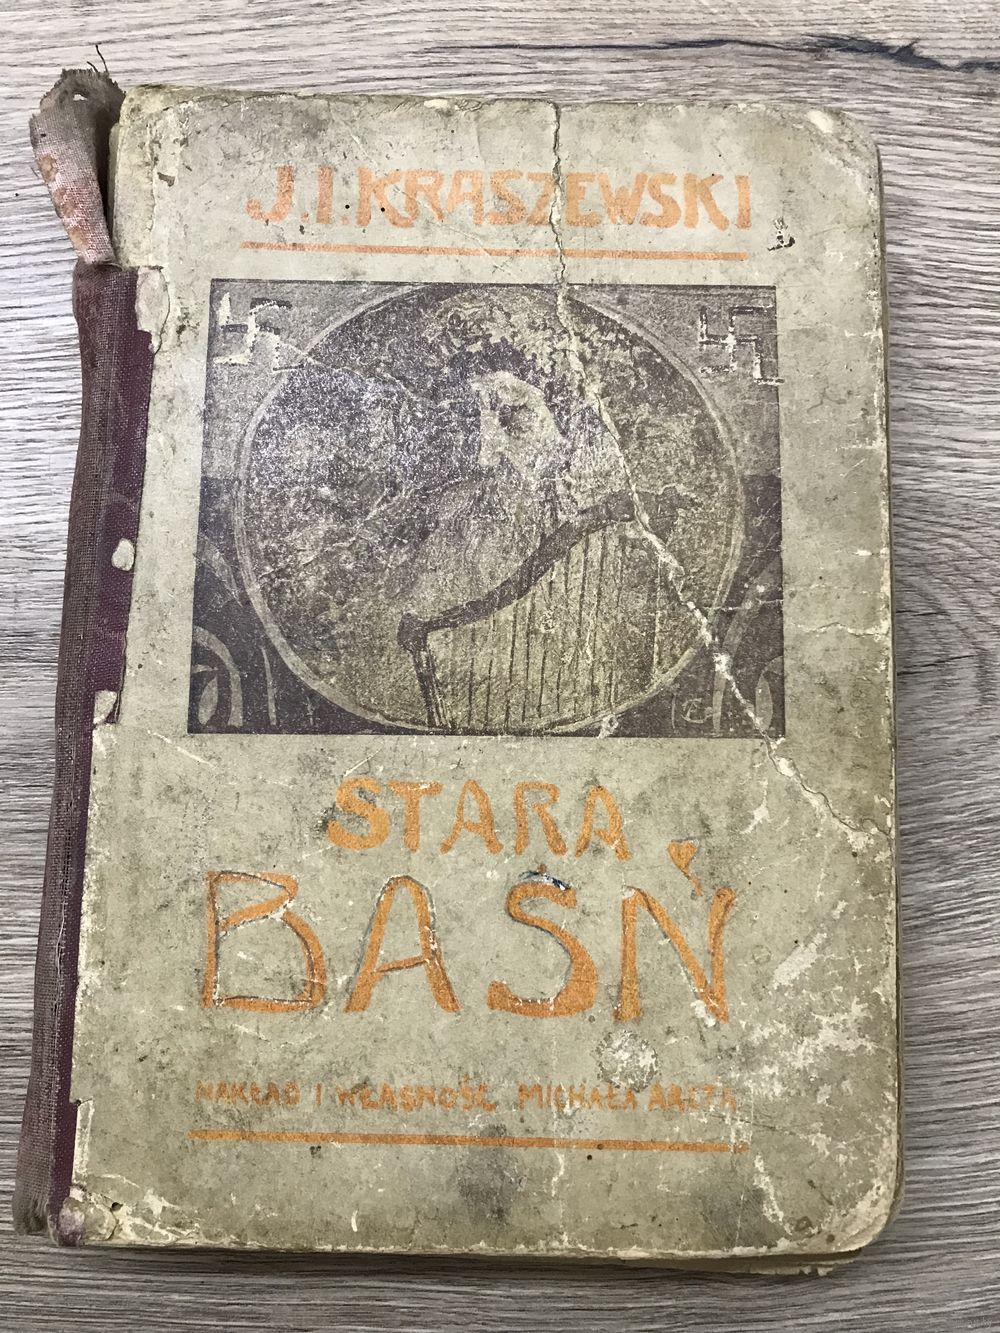 J.I. KRASZEWSKI
STARA
BAŚŃ
NAKŁAD I WŁASNOŚĆ MICHAŁA ARCTA